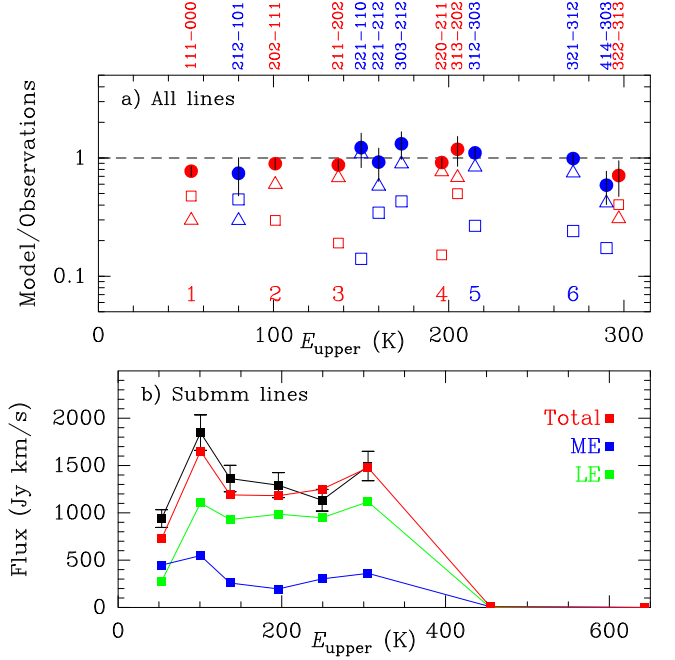 111-000
212-101
202-111
211-202
221-110
221-212
303-212
220-211
313-202
312-303
321-312
414-303
322-313
a) All lines
Model/Observations
1
0.1
1 2 3 4 5 6
0 100 200 300
E upper (K)
b) Submm lines
Total
ME
LE
Flux (Jy km/s)
2000
1500
1000
500
0
0 200 400 600
E upper (K)